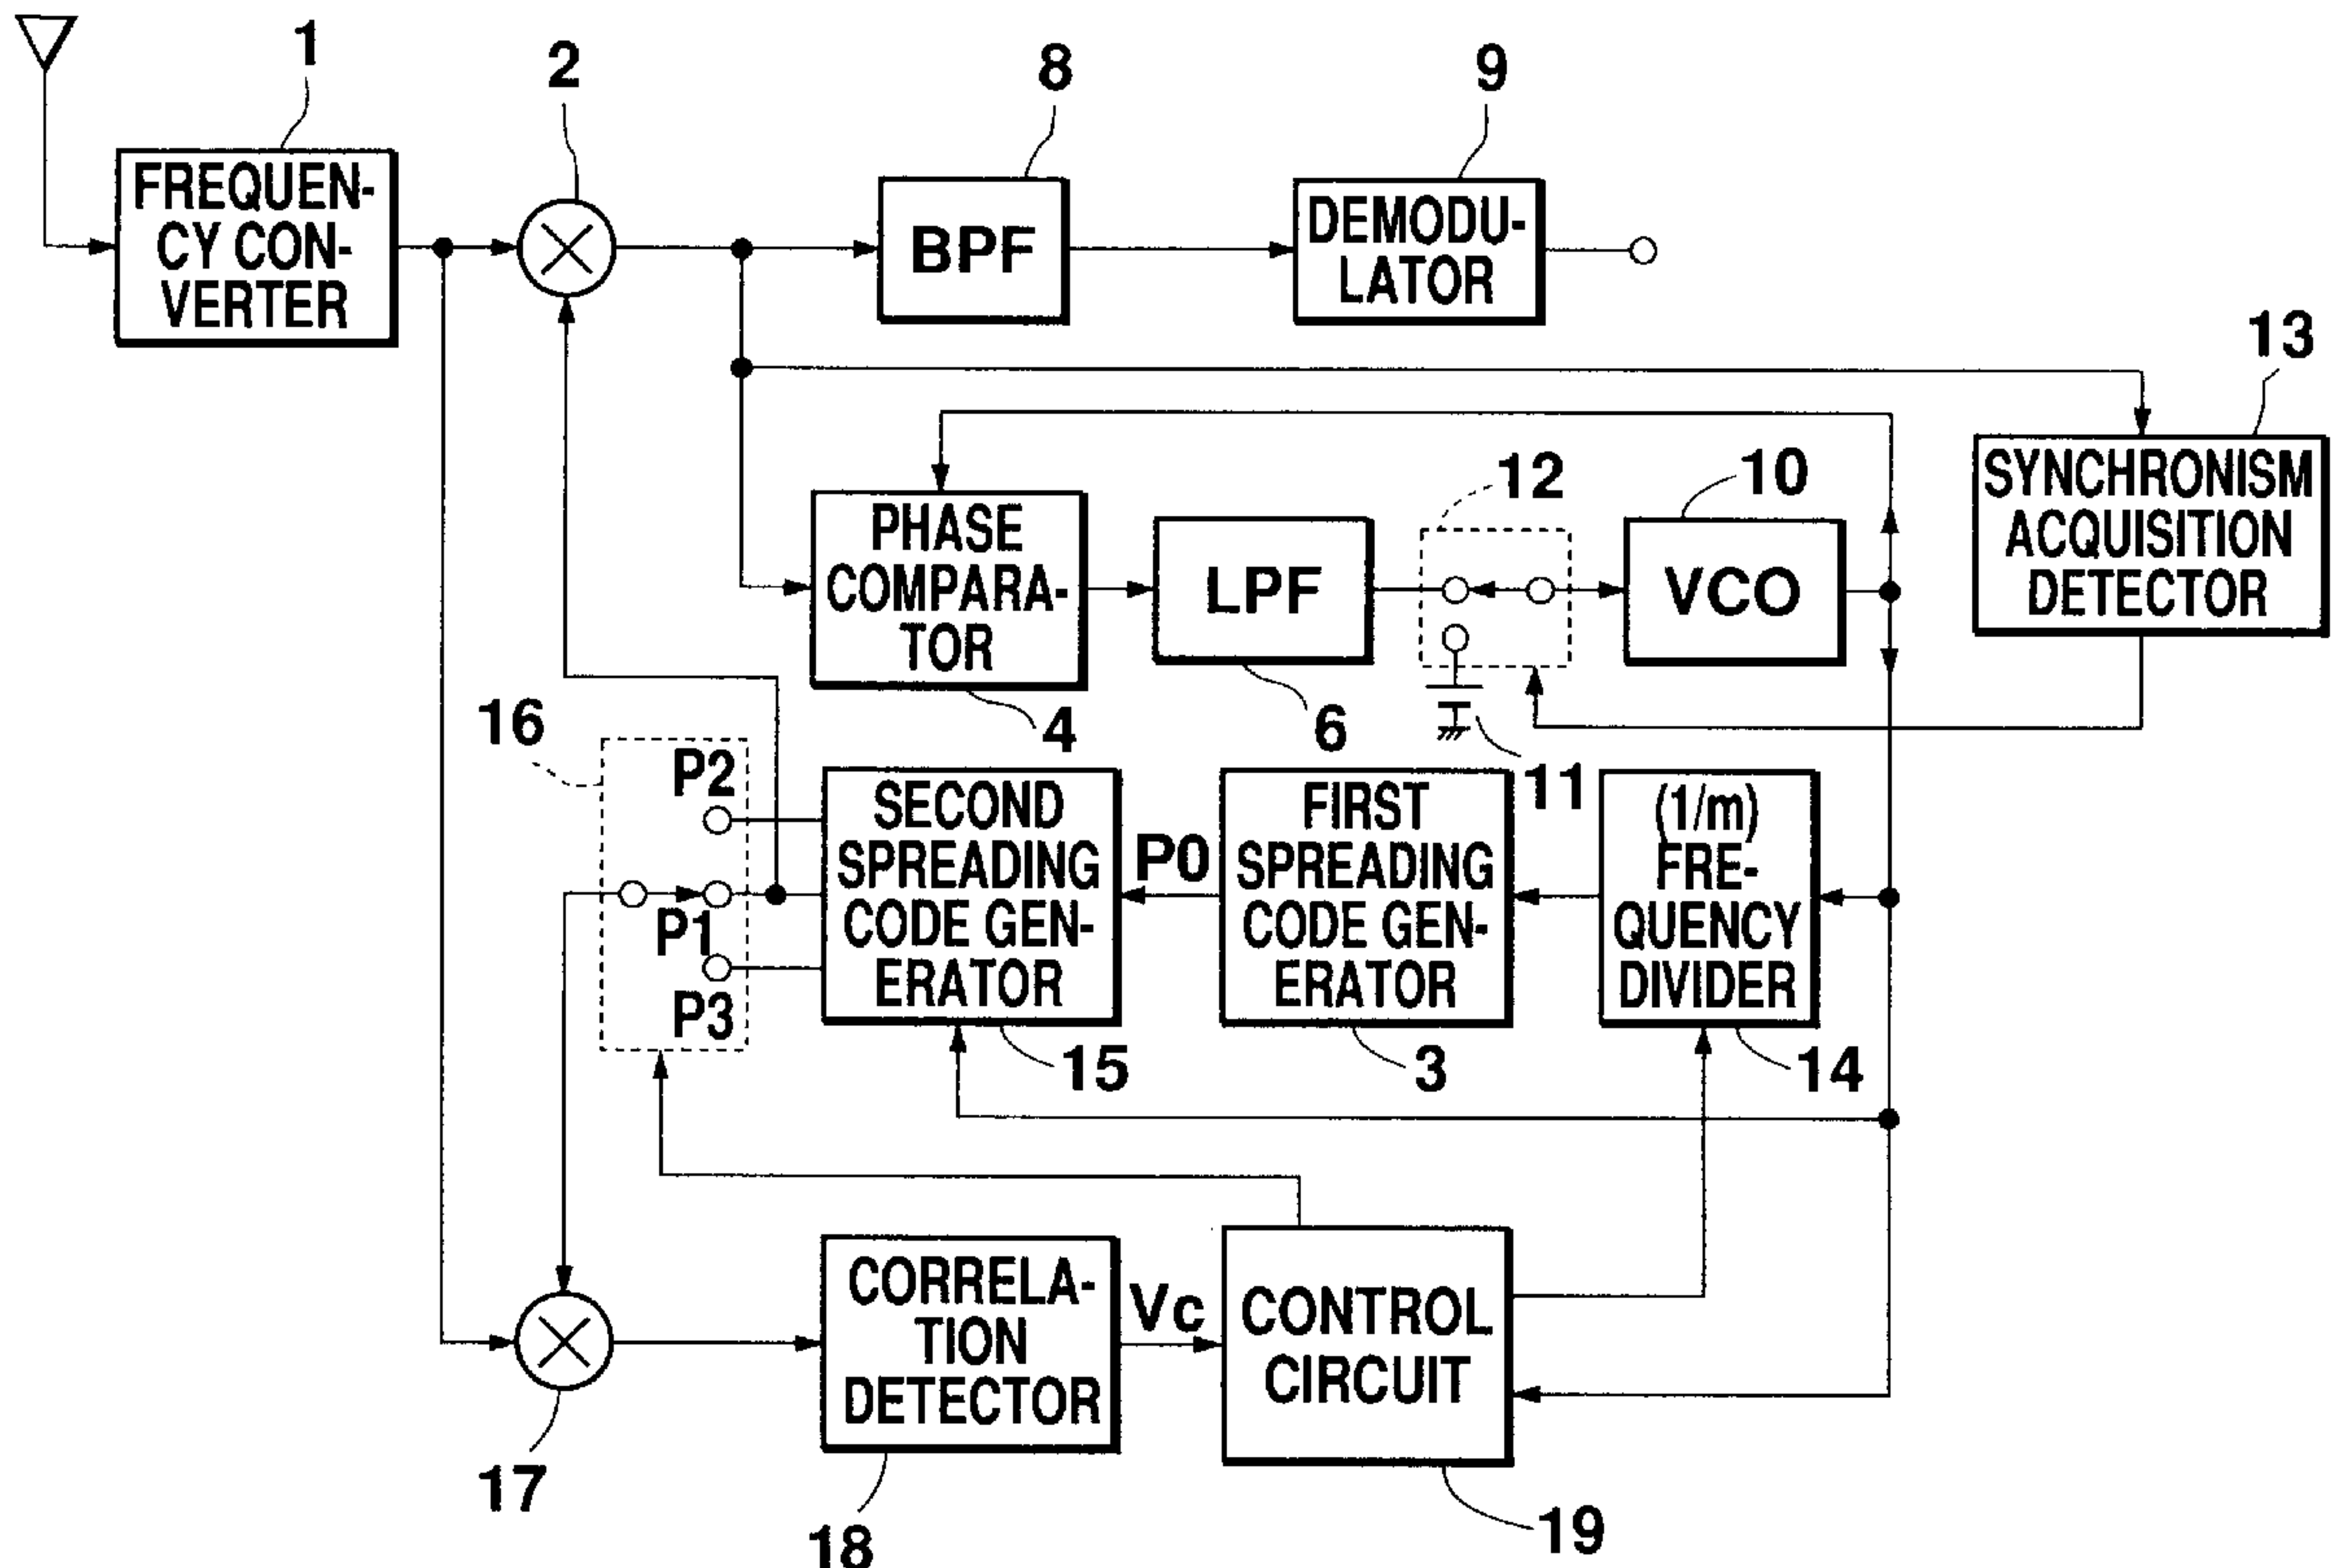 1
2
8
9
FREQUEN-
CY CON-
VERTER
BPF
DEMODU-
LATOR
13
SYNCHRONISM
ACQUISITION
DETECTOR
12
10
PHASE
COMPARA-
TOR
LPF
VCO
4
6
11
16
P2
P1
P3
SECOND
SPREADING
CODE GEN-
ERATOR
P0
FIRST
SPREADING
CODE GEN-
ERATOR
(1/m)
FRE-
QUENCY
DIVIDER
15
3
14
CORRELA-
TION
DETECTOR
Vc
CONTROL
CIRCUIT
17
18
19